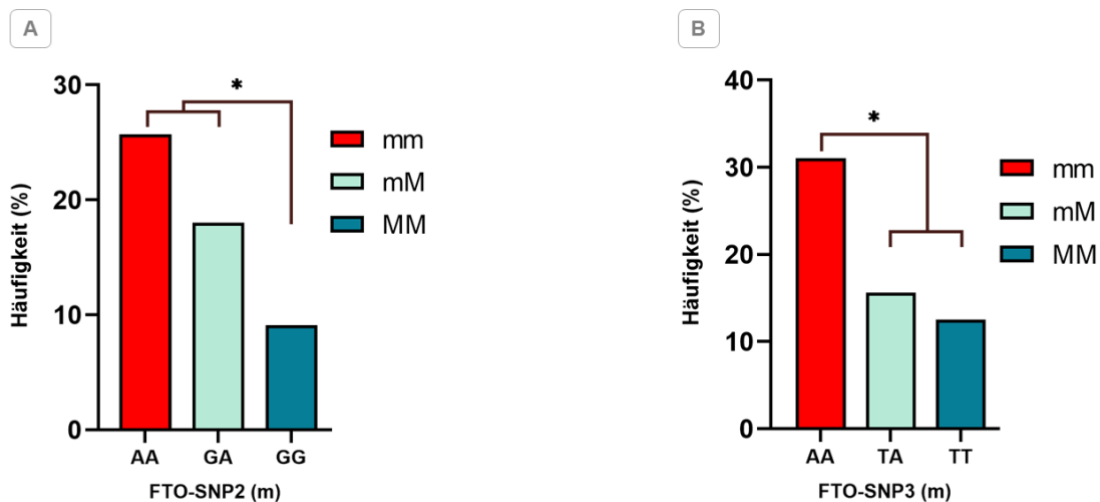 A
*
30
20
10
0
Häufigkeit (%)
AA GA GG
FTO-SNP2 (m)
mm
mM
MM
B
*
40
30
20
10
0
Häufigkeit (%)
AA TA TT
FTO-SNP3 (m)
mm
mM
MM